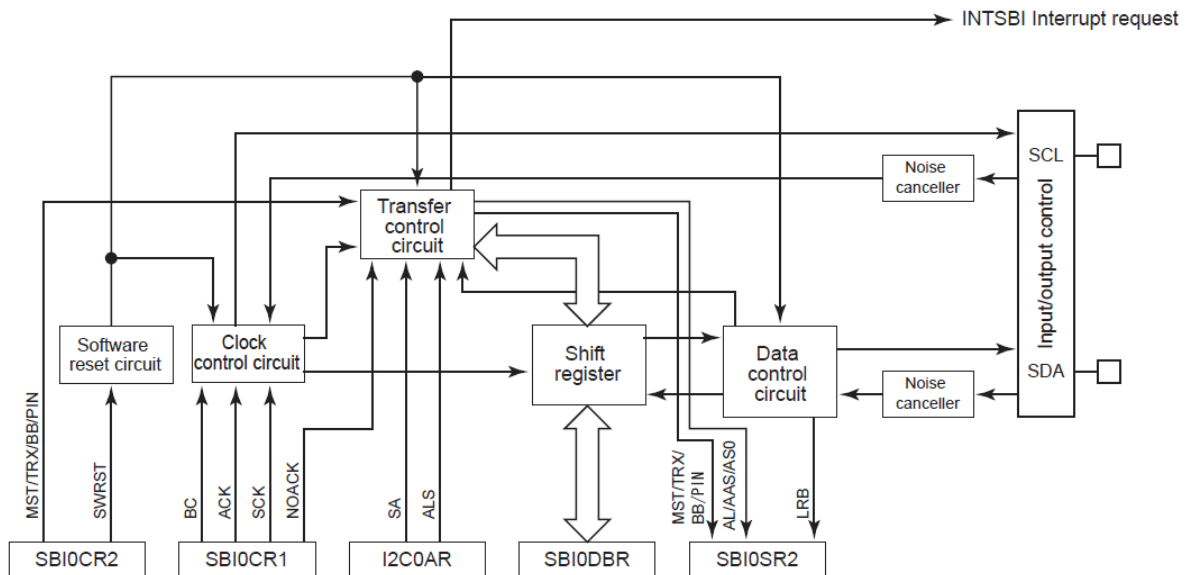 INTSBI Interrupt request
SCL
Input/output control
SDA
Noise
canceller
Transfer
control
circuit
Software
reset circuit
Clock
control circuit
Shift
register
Data
control
circuit
Noise
canceller
MST/TRX/BB/PIN
SWRST
BC
ACK
SCK
NOACK
SA
ALS
MST/TRX/
BB/PIN
AL/AAS/AS0
LRB
SBI0CR2
SBI0CR1
I2C0AR
SBI0DBR
SBI0SR2